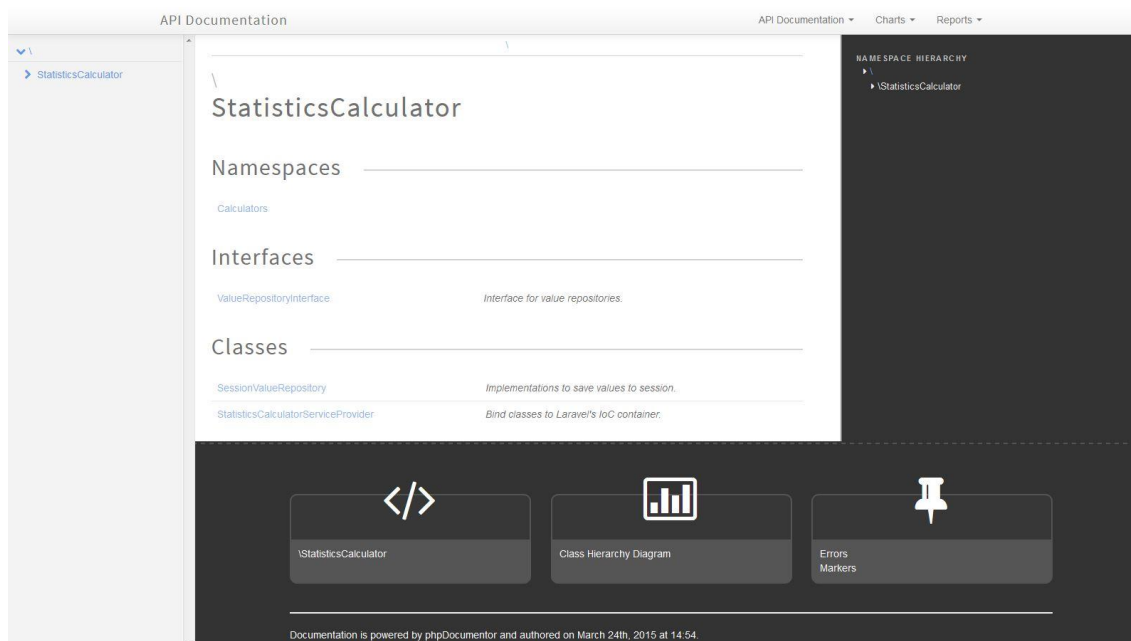 API Documentation
API Documentation Charts Reports
\
StatisticsCalculator
\
\
StatisticsCalculator
Namespaces
Calculators
Interfaces
ValueRepositoryInterface Interface for value repositories.
Classes
SessionValueRepository Implementations to save values to session.
StatisticsCalculatorServiceProvider Bind classes to Laravel's IoC container.
NAMESPACE HIERARCHY
\
\StatisticsCalculator
</>
\StatisticsCalculator
Class Hierarchy Diagram
Errors
Markers
Documentation is powered by phpDocumentor and authored on March 24th, 2015 at 14:54.